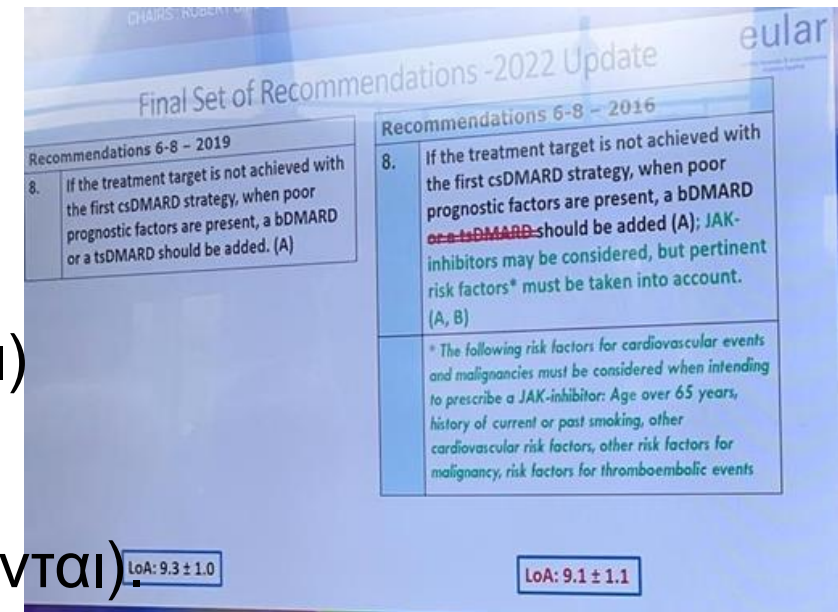 CHAIRS: ROBERT
eular
Final Set of Recommendations -2022 Update
Recommendations 6-8 – 2019
8. If the treatment target is not achieved with
the first csDMARD strategy, when poor
prognostic factors are present, a bDMARD
or a tsDMARD should be added. (A)
Recommendations 6-8 – 2016
8. If the treatment target is not achieved with
the first csDMARD strategy, when poor
prognostic factors are present, a bDMARD
or a tsDMARD should be added (A); JAK-
inhibitors may be considered, but pertinent
risk factors* must be taken into account.
(A, B)
* The following risk factors for cardiovascular events
and malignancies must be considered when intending
to prescribe a JAK-inhibitor: Age over 65 years,
history of current or past smoking, other
cardiovascular risk factors, other risk factors for
malignancy, risk factors for thromboembolic events
ι)
νται).
LoA: 9.3 ± 1.0
LoA: 9.1 ± 1.1